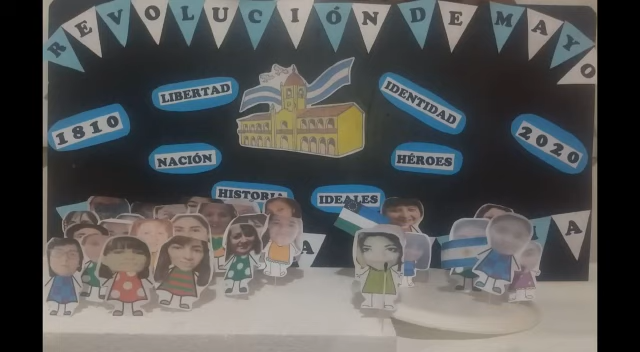 REVOLUCIÓN DE MAYO
LIBERTAD
IDENTIDAD
1810
2020
NACIÓN
HÉROES
HISTORIA
IDEALES